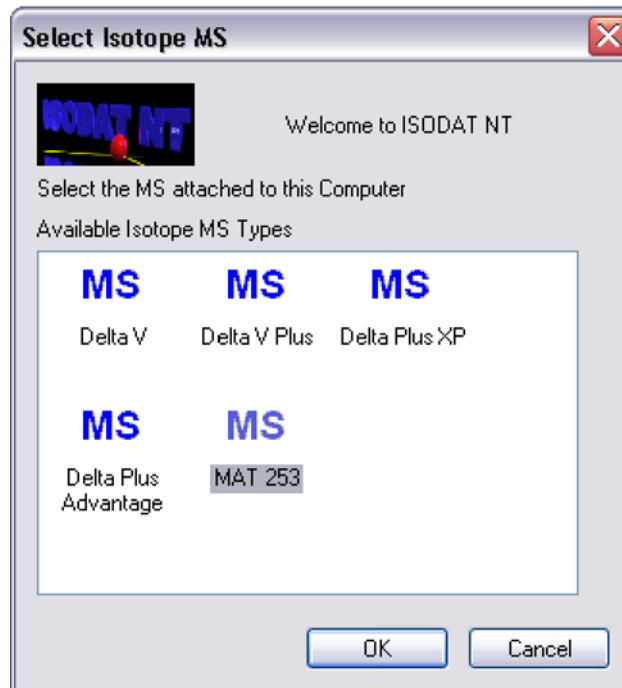 Select Isotope MS
ISODAT NT
Welcome to ISODAT NT
Select the MS attached to this Computer
Available Isotope MS Types
MS MS MS
Delta V Delta V Plus Delta Plus XP
MS MS
Delta Plus MAT 253
Advantage
OK Cancel